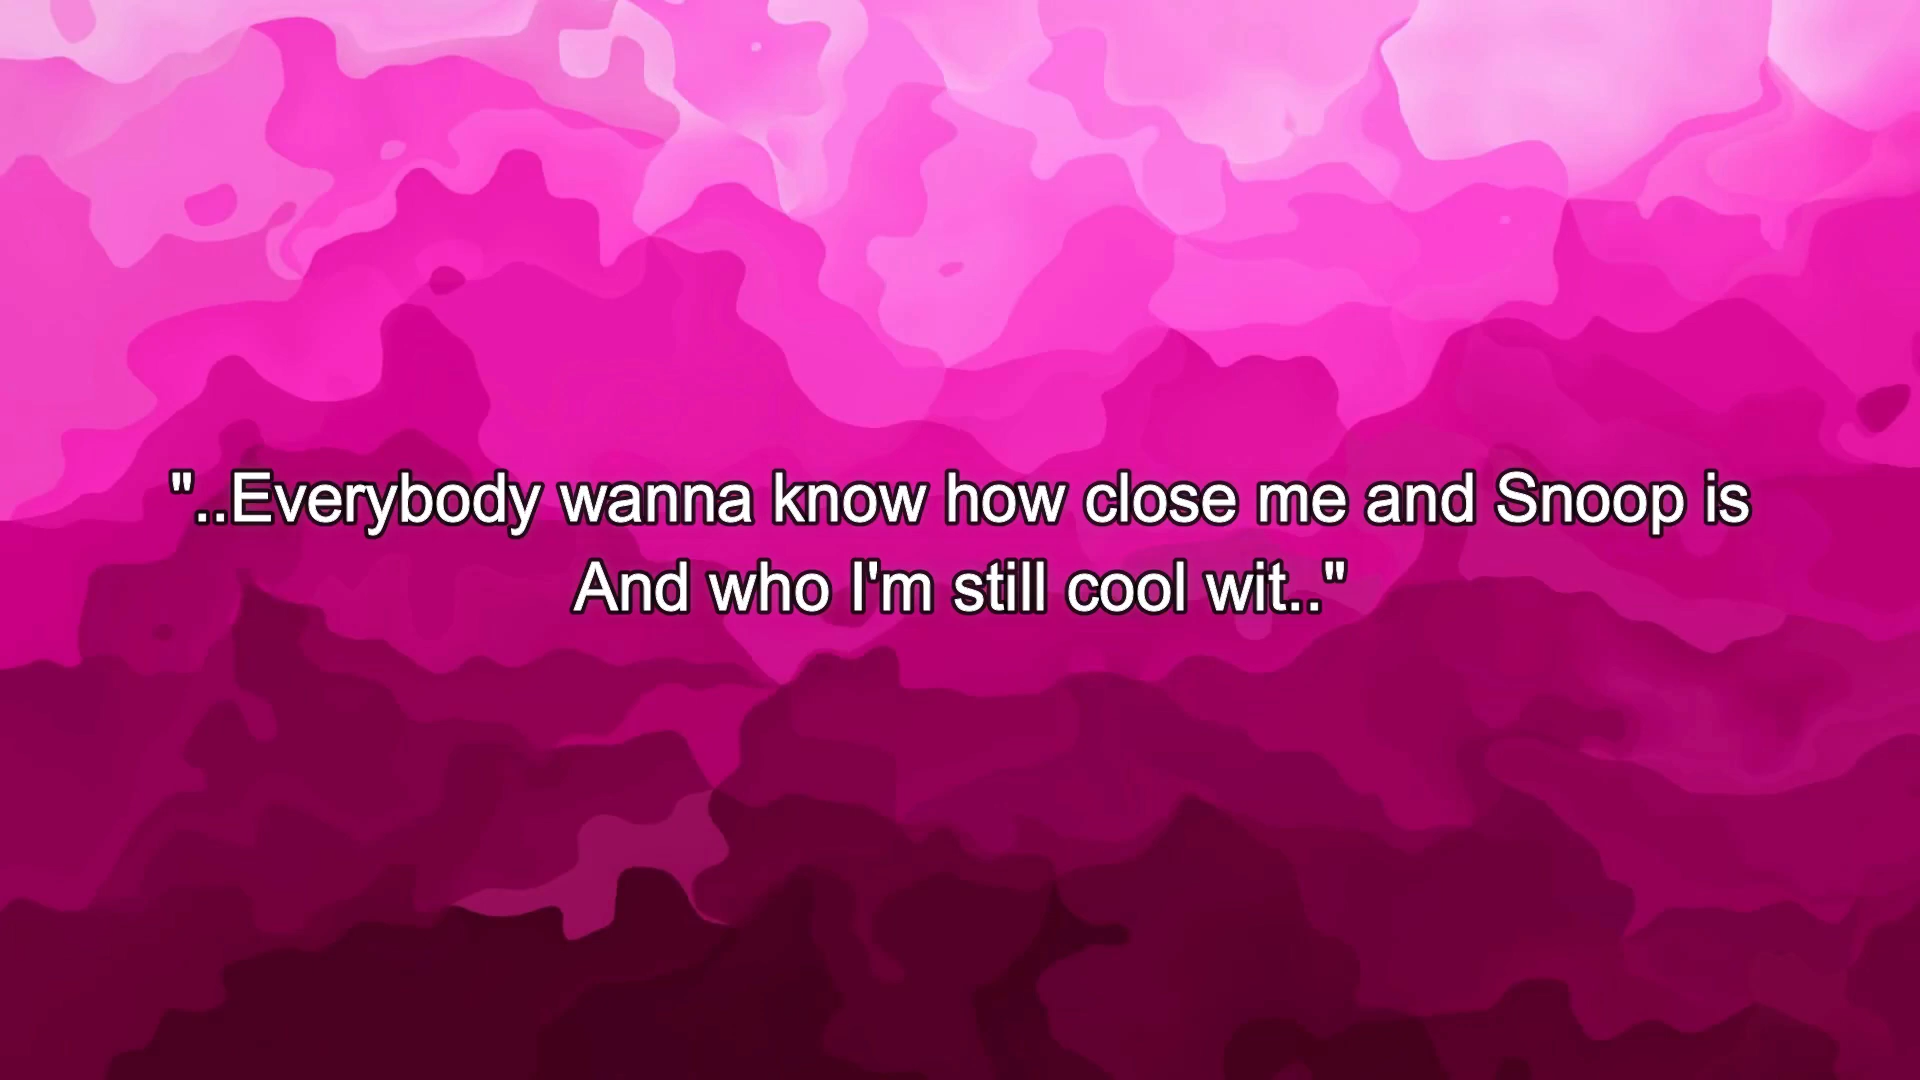 "..Everybody wanna know how close me and Snoop is
And who I'm still cool wit.."